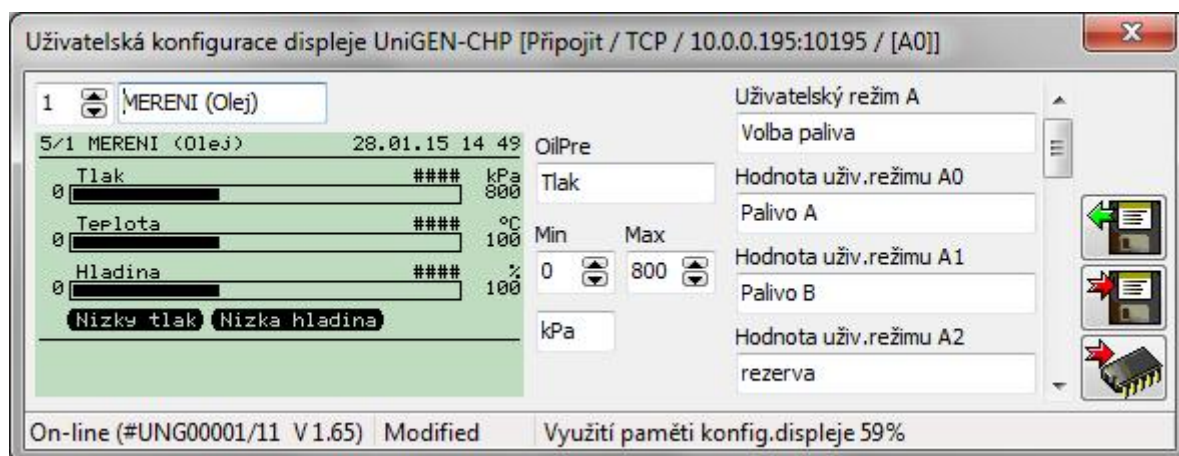 Uživatelská konfigurace displeje UniGEN-CHP [Připojit / TCP / 10.0.0.195:10195 / [A0]]
1 MERENI (Olej)
5/1 MERENI (Olej) 28.01.15 14 49
Tlak #### kPa
0 800
Teplota #### °C
0 100
Hladina #### %
0 100
Nizky tlak Nizka hladina
OilPre
Tlak
Min Max
0 800
kPa
Uživatelský režim A
Volba paliva
Hodnota uživ.režimu A0
Palivo A
Hodnota uživ.režimu A1
Palivo B
Hodnota uživ.režimu A2
rezerva
On-line (#UNG00001/11 V 1.65) Modified Využití paměti konfig.displeje 59%